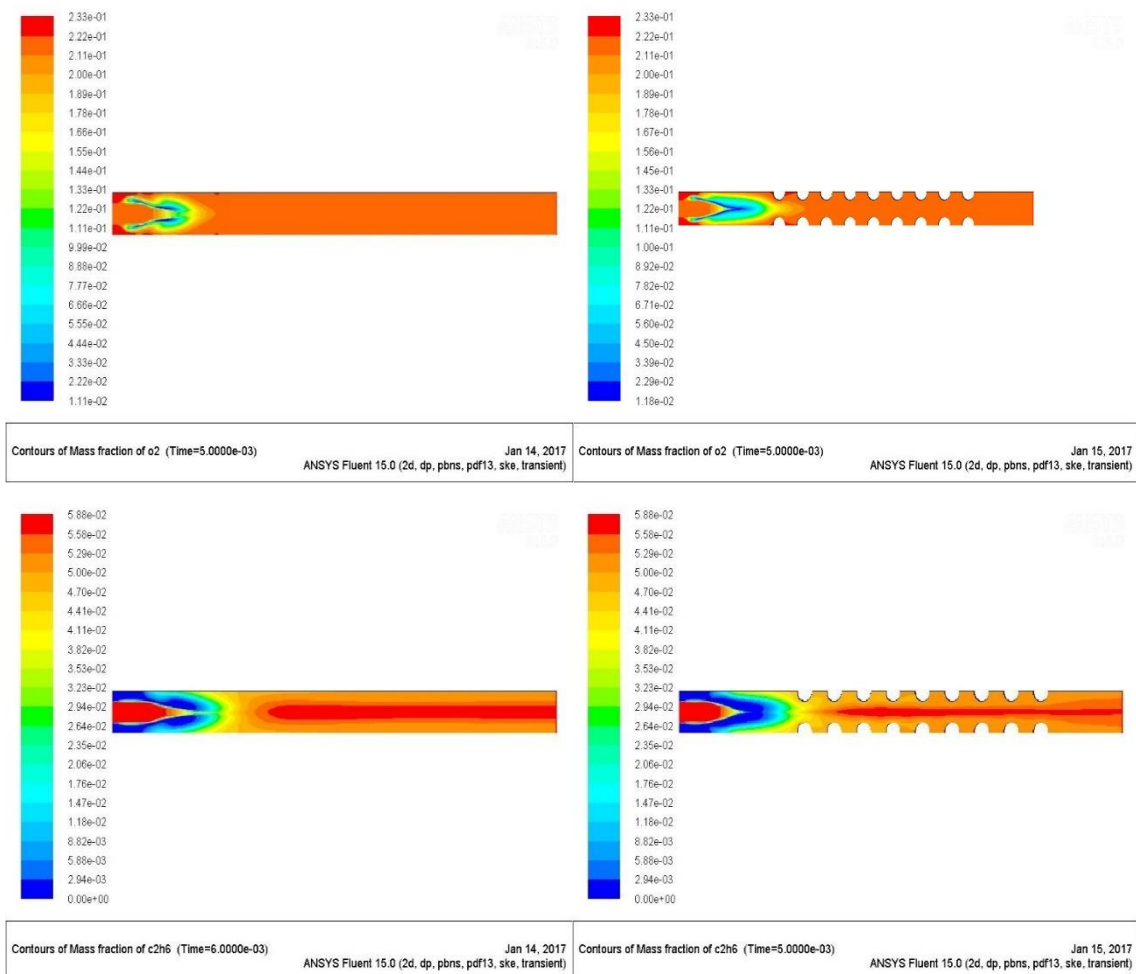 2.33e-01
2.22e-01
2.11e-01
2.00e-01
1.89e-01
1.78e-01
1.66e-01
1.55e-01
1.44e-01
1.33e-01
1.22e-01
1.11e-01
9.99e-02
8.88e-02
7.77e-02
6.66e-02
5.55e-02
4.44e-02
3.33e-02
2.22e-02
1.11e-02
Contours of Mass fraction of o2 (Time=5.0000e-03)
Jan 14, 2017
ANSYS Fluent 15.0 (2d, dp, pbns, pdf13, ske, transient)
2.33e-01
2.22e-01
2.11e-01
2.00e-01
1.89e-01
1.78e-01
1.67e-01
1.56e-01
1.44e-01
1.33e-01
1.22e-01
1.11e-01
1.00e-01
8.92e-02
7.82e-02
6.71e-02
5.60e-02
4.50e-02
3.39e-02
2.29e-02
1.18e-02
Contours of Mass fraction of o2 (Time=5.0000e-03)
Jan 15, 2017
ANSYS Fluent 15.0 (2d, dp, pbns, pdf13, ske, transient)
5.88e-02
5.58e-02
5.29e-02
5.00e-02
4.70e-02
4.41e-02
4.11e-02
3.82e-02
3.53e-02
3.23e-02
2.94e-02
2.64e-02
2.35e-02
2.06e-02
1.76e-02
1.47e-02
1.18e-02
8.82e-03
5.88e-03
2.94e-03
0.00e+00
Contours of Mass fraction of c2h6 (Time=6.0000e-03)
Jan 14, 2017
ANSYS Fluent 15.0 (2d, dp, pbns, pdf13, ske, transient)
5.88e-02
5.58e-02
5.29e-02
5.00e-02
4.70e-02
4.41e-02
4.11e-02
3.82e-02
3.53e-02
3.23e-02
2.94e-02
2.64e-02
2.35e-02
2.06e-02
1.76e-02
1.47e-02
1.18e-02
8.82e-03
5.88e-03
2.94e-03
0.00e+00
Contours of Mass fraction of c2h6 (Time=5.0000e-03)
Jan 15, 2017
ANSYS Fluent 15.0 (2d, dp, pbns, pdf13, ske, transient)